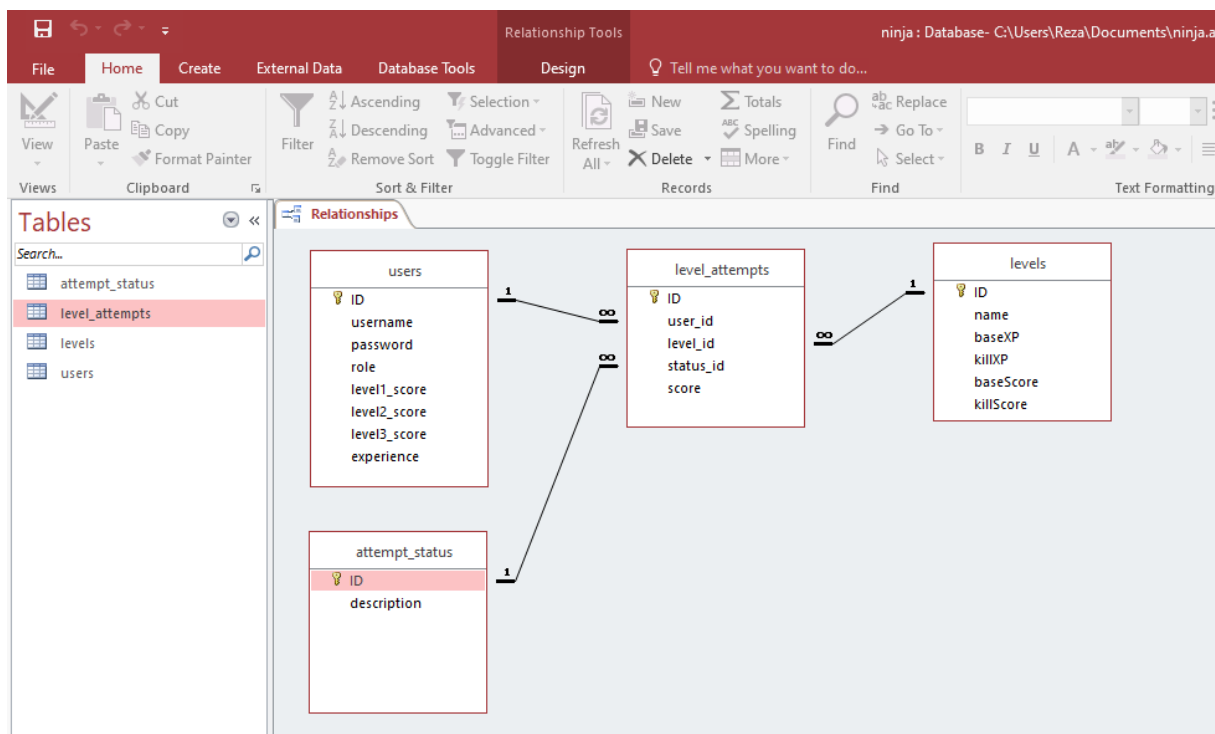 Relationship Tools
ninja : Database- C:\Users\Reza\Documents\ninja.a
File Home Create External Data Database Tools Design Tell me what you want to do...
View
Paste
Cut
Copy
Format Painter
Filter
Ascending
Descending
Remove Sort
Selection
Advanced
Toggle Filter
Refresh All
New
Save
Delete
Totals
Spelling
More
Find
Replace
Go To
Select
B I U A
Views Clipboard Sort & Filter Records Find Text Formatting
Tables
Search...
attempt_status
level_attempts
levels
users
Relationships
users
ID
username
password
role
level1_score
level2_score
level3_score
experience
1
∞
level_attempts
ID
user_id
level_id
status_id
score
∞
1
levels
ID
name
baseXP
killXP
baseScore
killScore
∞
1
attempt_status
ID
description